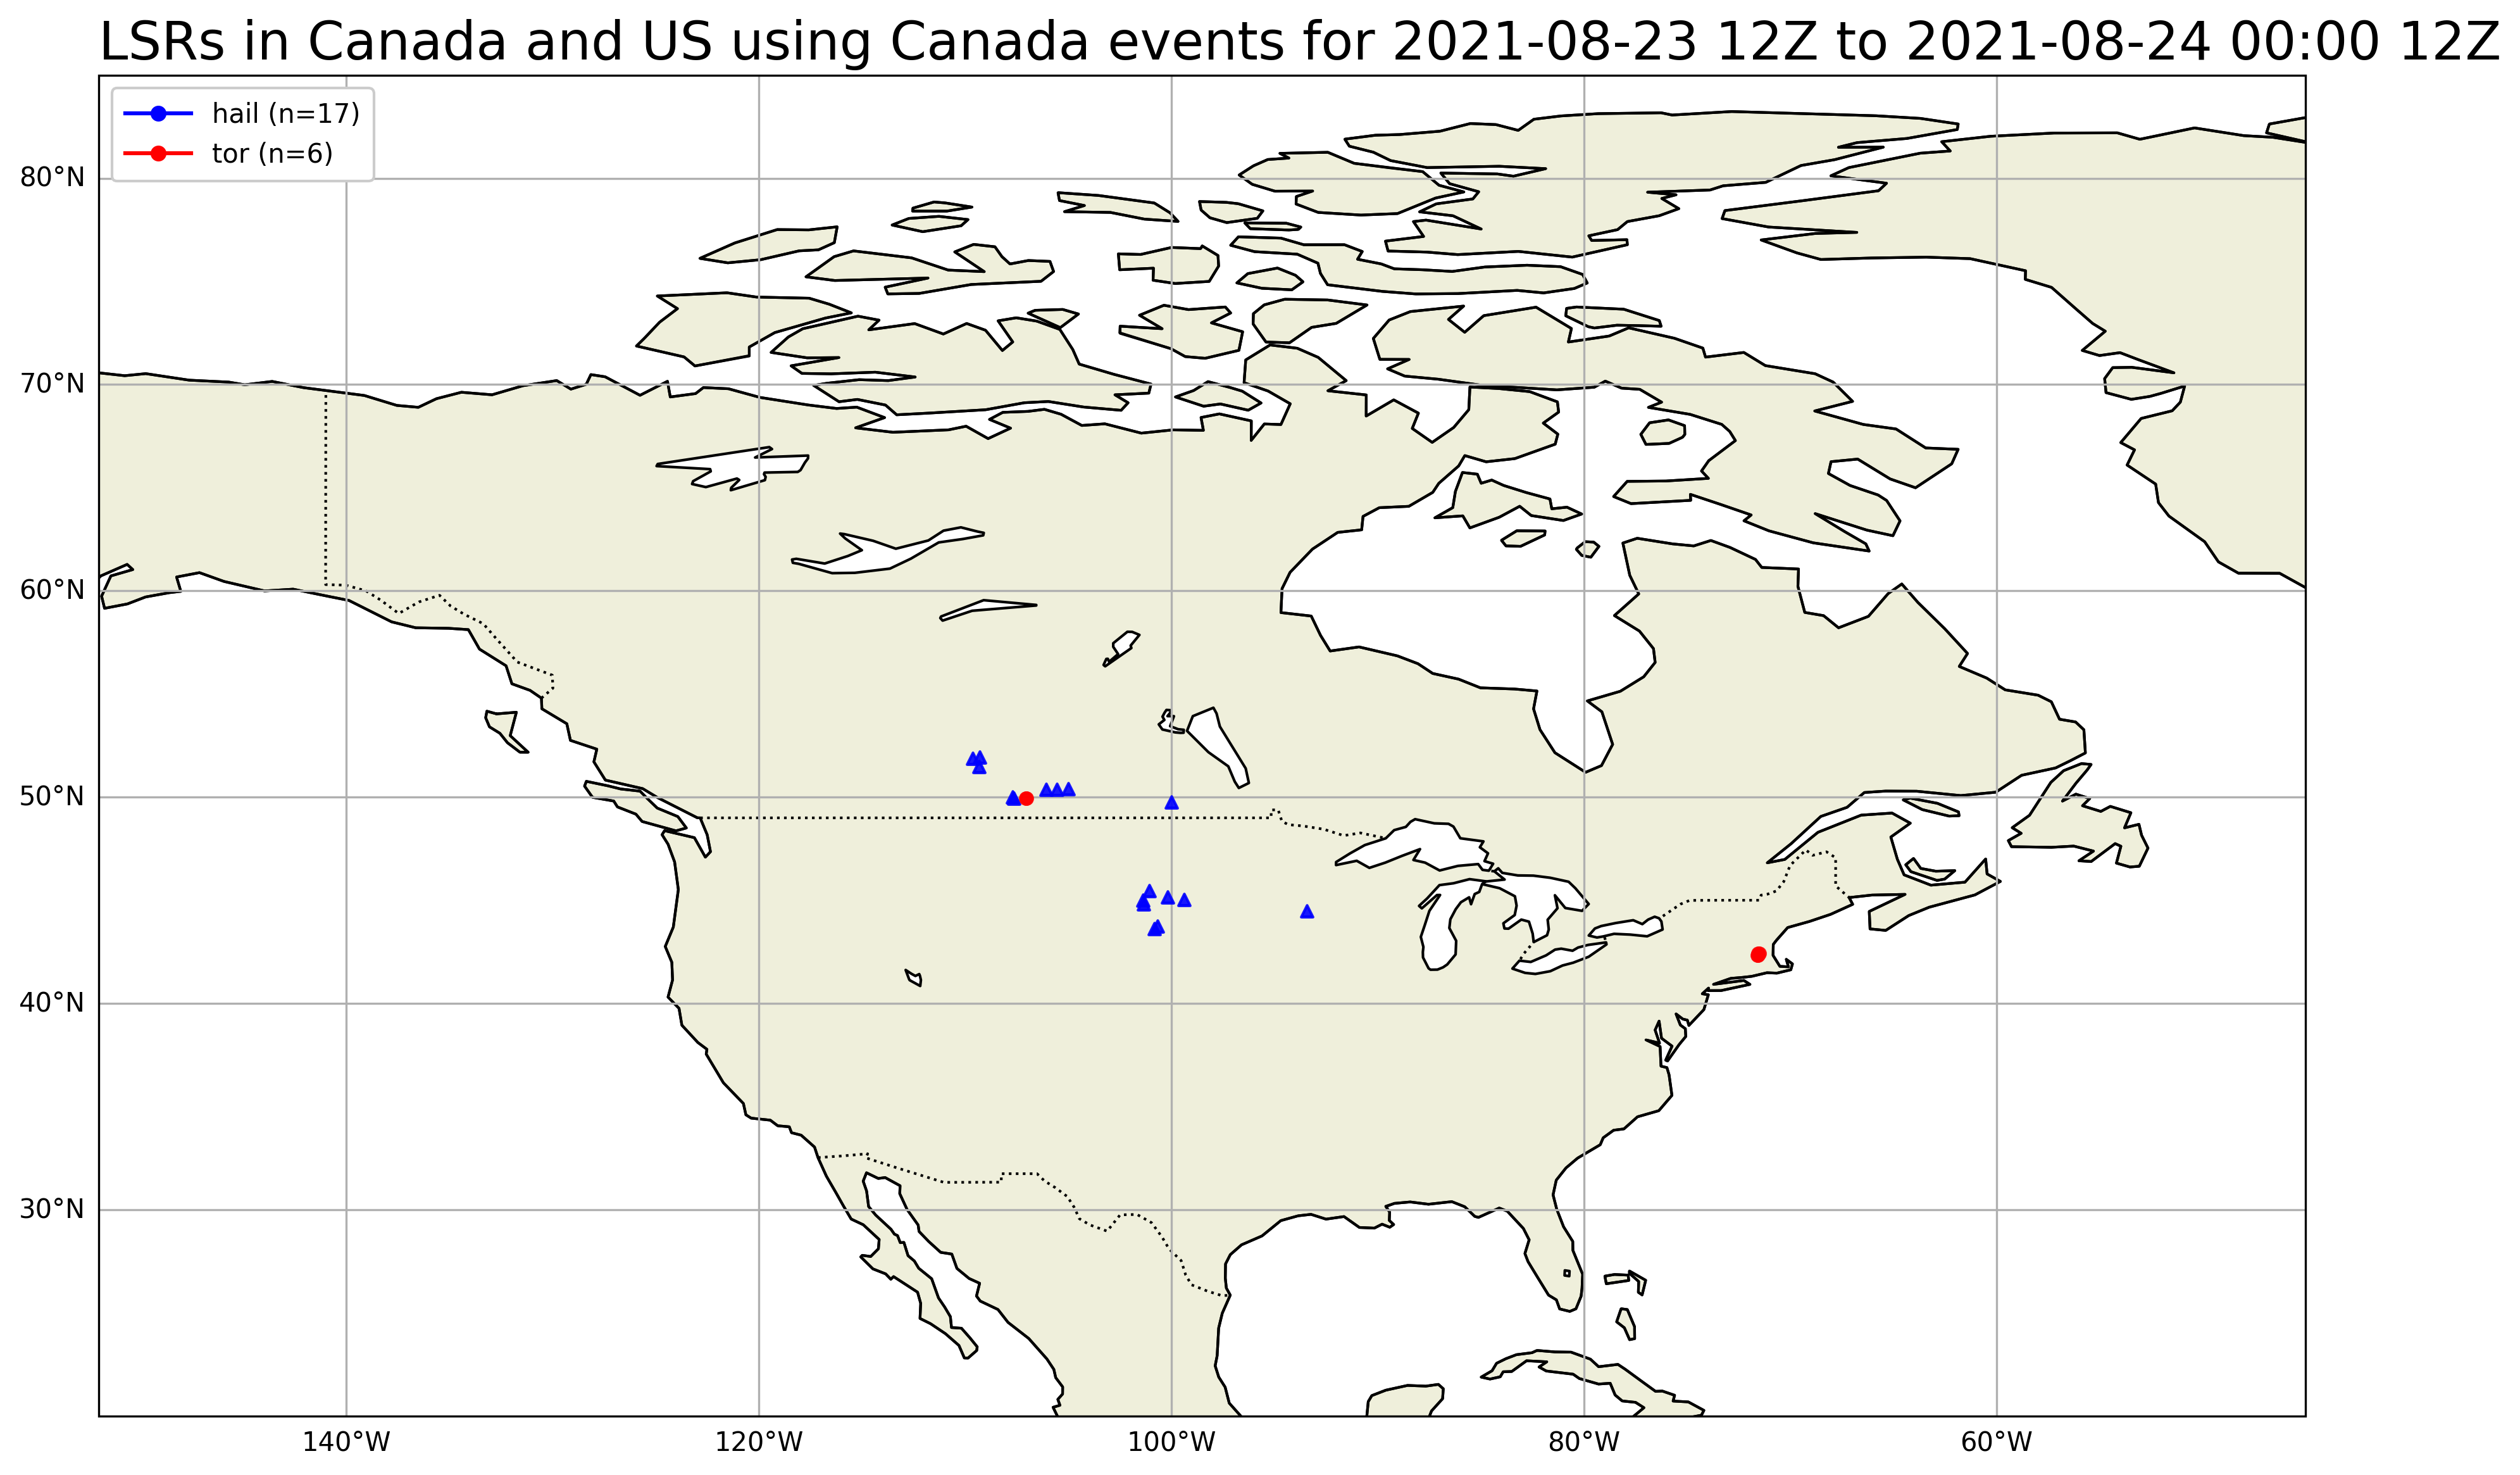 LSRs in Canada and US using Canada events for 2021-08-23 12Z to 2021-08-24 00:00 12Z
hail (n=17)
tor (n=6)
80°N
70°N
60°N
50°N
40°N
30°N
140°W
120°W
100°W
80°W
60°W